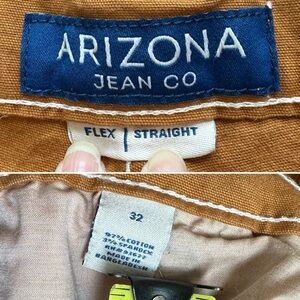 ARIZONA
JEAN CO
FLEX | STRAIGHT
32
97% COTTON
3% SPANDEX
MADE IN
BANGLADESH